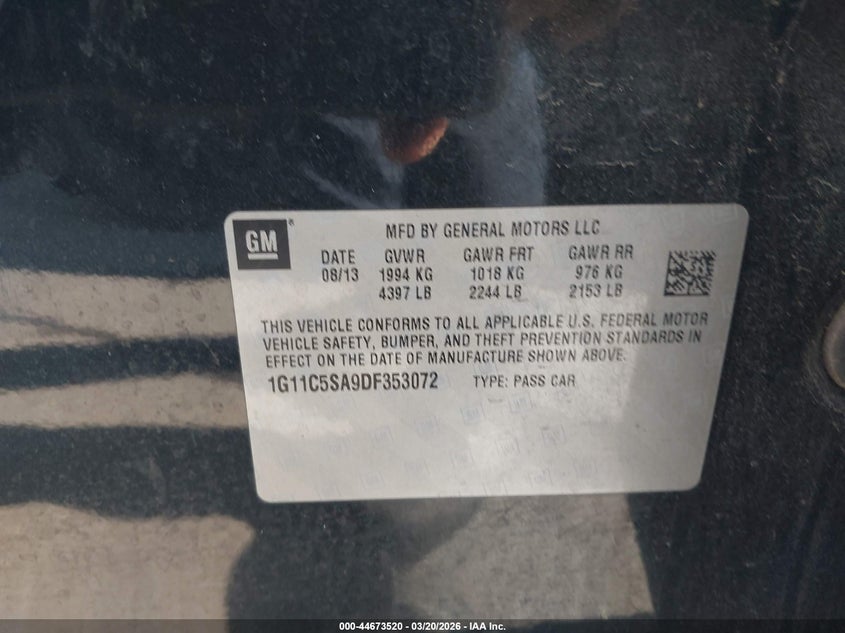 GM
MFD BY GENERAL MOTORS LLC
DATE GVWR GAWR FRT GAWR RR
08/13 1994 KG 1018 KG 976 KG
4397 LB 2244 LB 2153 LB
THIS VEHICLE CONFORMS TO ALL APPLICABLE U.S. FEDERAL MOTOR
VEHICLE SAFETY, BUMPER, AND THEFT PREVENTION STANDARDS IN
EFFECT ON THE DATE OF MANUFACTURE SHOWN ABOVE.
1G11C5SA9DF353072 TYPE: PASS CAR
000-44673520 - 03/20/2026 - IAA Inc.